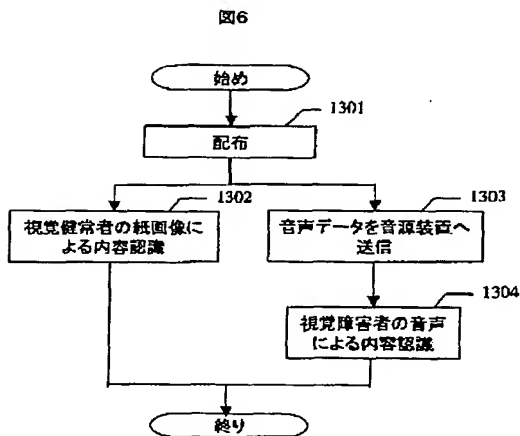 図6
始め
1301
配布
1302
視覚健常者の紙画像に
よる内容認識
1303
音声データを音源装置へ
送信
1304
視覚障害者の音声
による内容認識
終り